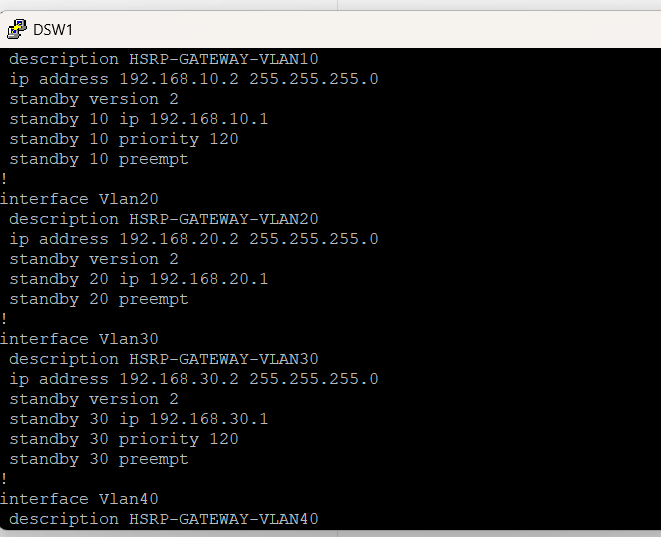 DSW1
description HSRP-GATEWAY-VLAN10
ip address 192.168.10.2 255.255.255.0
standby version 2
standby 10 ip 192.168.10.1
standby 10 priority 120
standby 10 preempt
!
interface Vlan20
description HSRP-GATEWAY-VLAN20
ip address 192.168.20.2 255.255.255.0
standby version 2
standby 20 ip 192.168.20.1
standby 20 preempt
!
interface Vlan30
description HSRP-GATEWAY-VLAN30
ip address 192.168.30.2 255.255.255.0
standby version 2
standby 30 ip 192.168.30.1
standby 30 priority 120
standby 30 preempt
!
interface Vlan40
description HSRP-GATEWAY-VLAN40